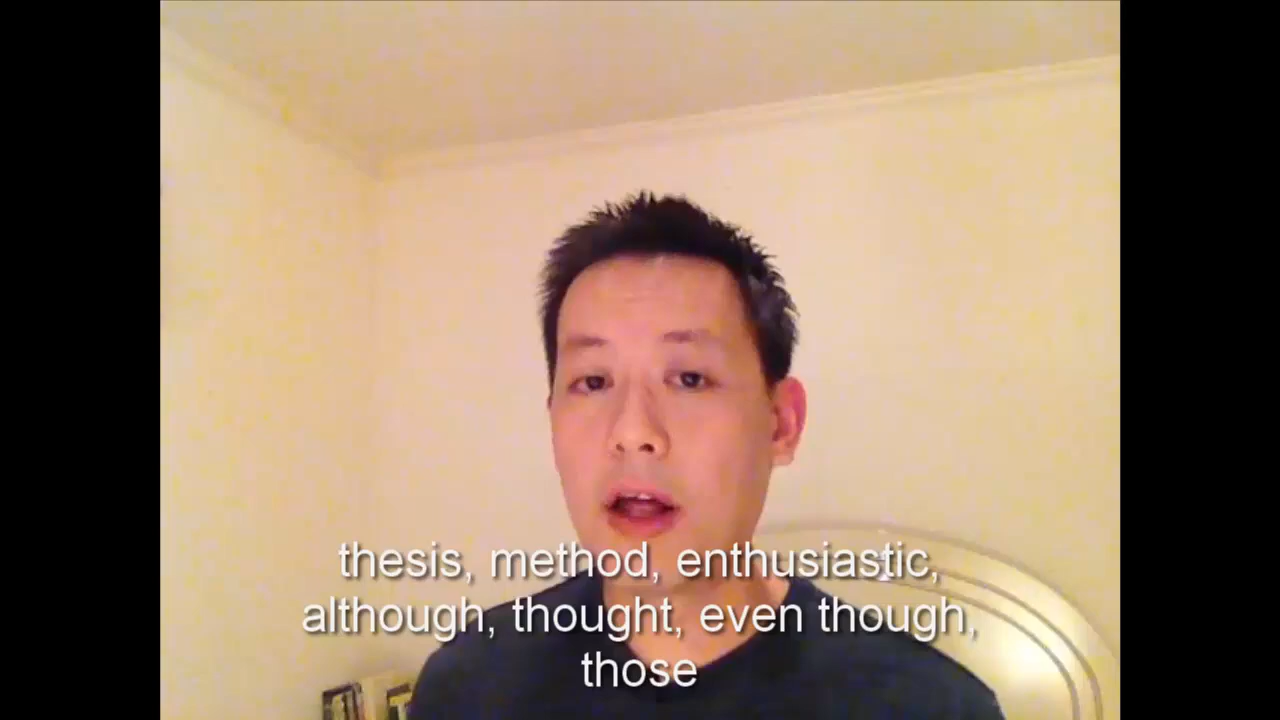 thesis, method, enthusiastic,
although, thought, even though,
those